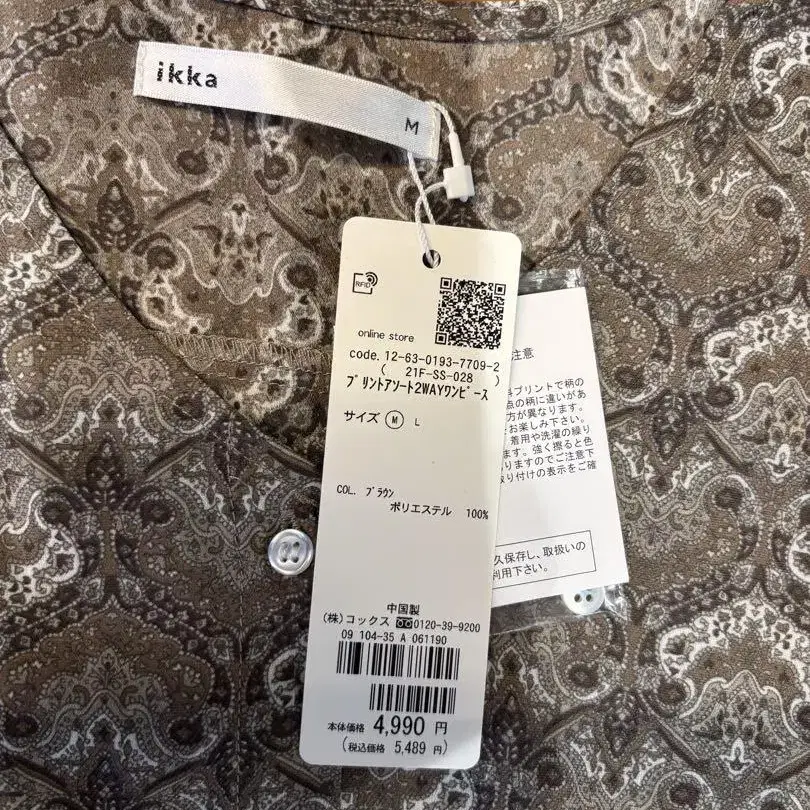 ikka
M
RFID
online store
code. 12-63-0193-7709-2
( 21F-SS-028 )
ﾌﾟﾘﾝﾄｱｿｰﾄ2WAYﾜﾝﾋﾟｰｽ
サイズ Ⓜ L
COL. ﾌﾞﾗｳﾝ
ポリエステル 100%
中国製
(株)コックス 0120-39-9200
09 104-35 A 061190
本体価格 4,990 円
(税込価格 5,489 円)
注意
プリントで柄の
点の柄に違いがあ
方が異なります。
お楽しみ下さい。
着用や洗濯の繰り
ます。強く擦ると色
りますのでご注意下
取り付けの表示をご確
久保存し、取扱いの
利用下さい。